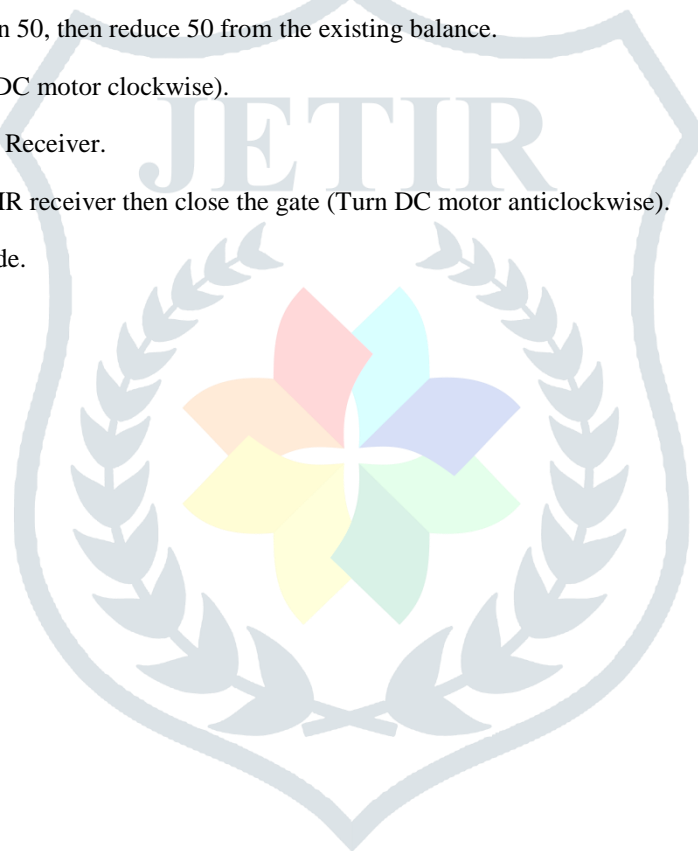 n 50, then reduce 50 from the existing balance.
DC motor clockwise).
JETIR
Receiver.
IR receiver then close the gate (Turn DC motor anticlockwise).
de.